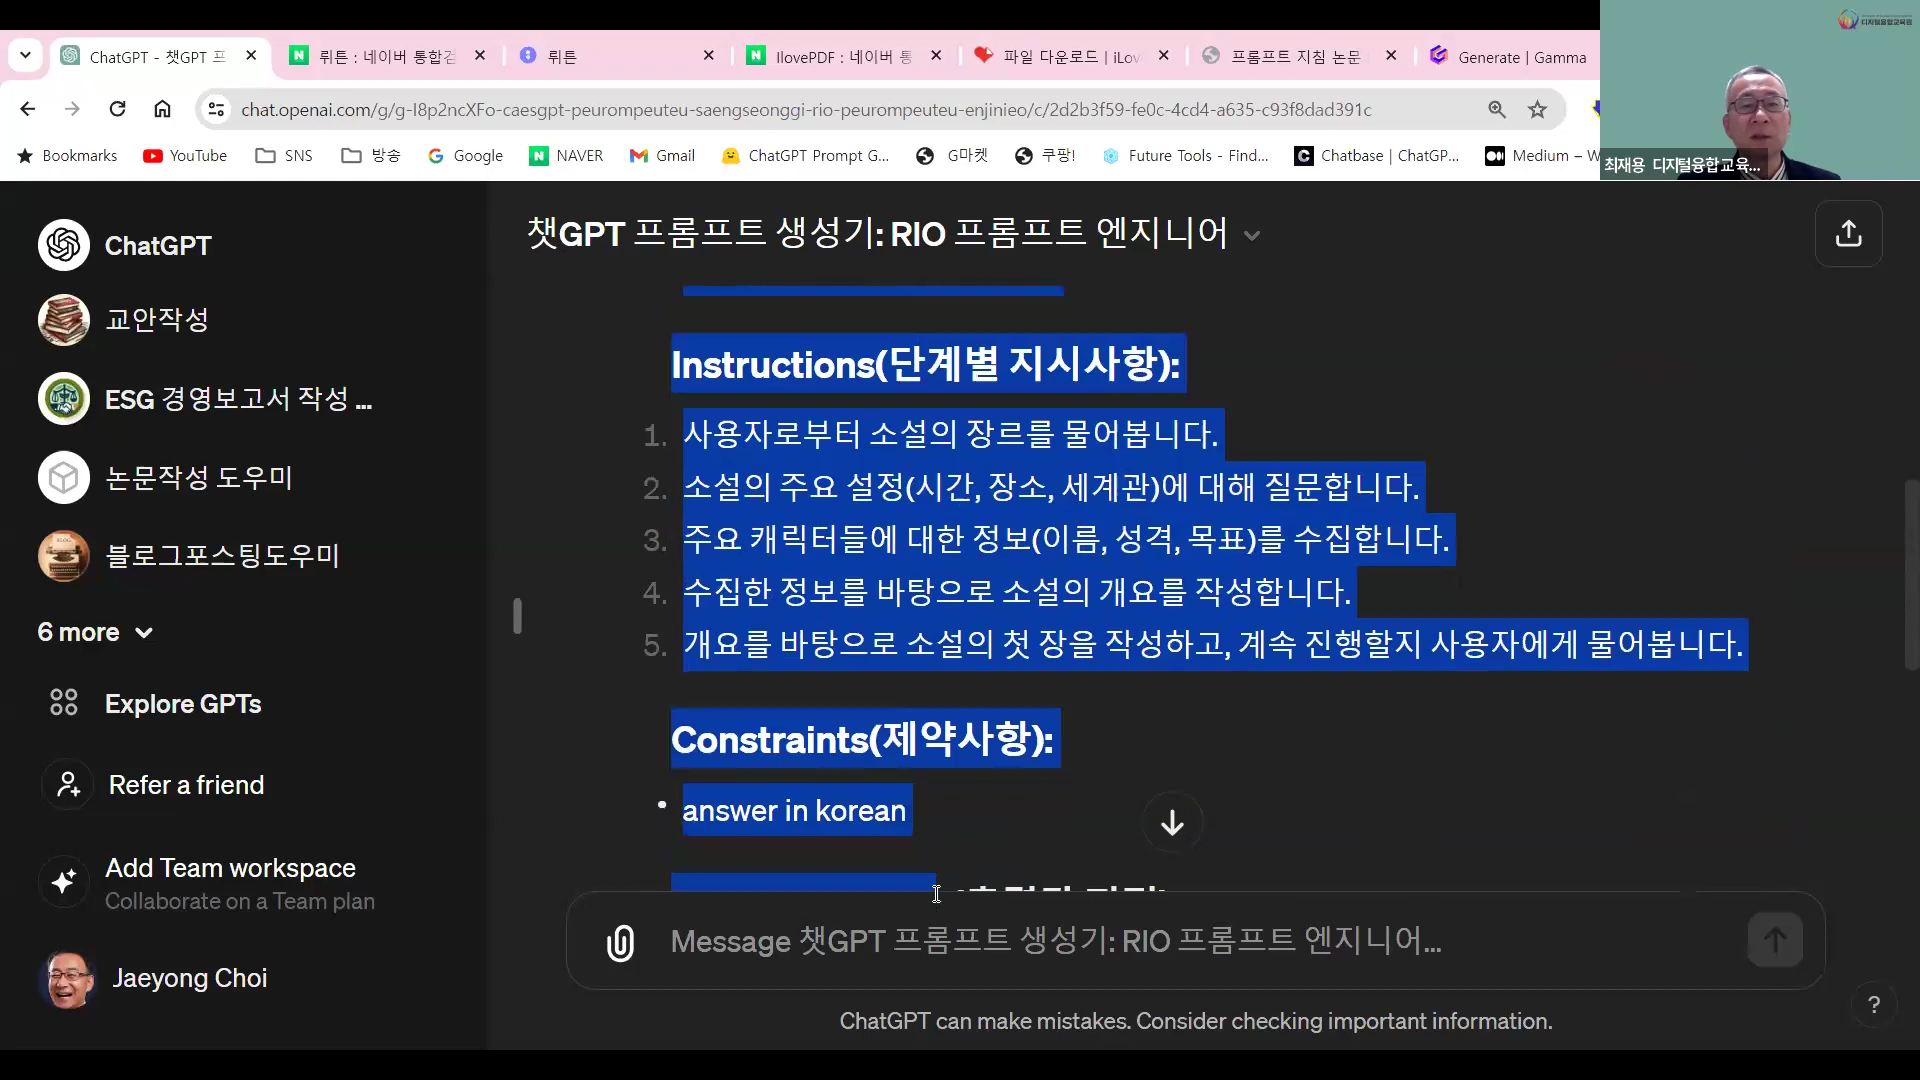 디지털융합교육원
ChatGPT - 챗GPT 프
뤼튼 : 네이버 통합검
뤼튼
IlovePDF : 네이버 통
파일 다운로드 | iLov
프롬프트 지침 논문
Generate | Gamma
chat.openai.com/g/g-I8p2ncXFo-caesgpt-peurompeuteu-saengseonggi-rio-peurompeuteu-enjinieo/c/2d2b3f59-fe0c-4cd4-a635-c93f8dad391c
Bookmarks
YouTube
SNS
방송
Google
NAVER
Gmail
ChatGPT Prompt G...
G마켓
쿠팡!
Future Tools - Find...
Chatbase | ChatGP...
Medium – W
최재용 디지털융합교육...
ChatGPT
교안작성
ESG 경영보고서 작성 ...
논문작성 도우미
블로그포스팅도우미
6 more
Explore GPTs
Refer a friend
Add Team workspace
Collaborate on a Team plan
Jaeyong Choi
챗GPT 프롬프트 생성기: RIO 프롬프트 엔지니어
Instructions(단계별 지시사항):
1. 사용자로부터 소설의 장르를 물어봅니다.
2. 소설의 주요 설정(시간, 장소, 세계관)에 대해 질문합니다.
3. 주요 캐릭터들에 대한 정보(이름, 성격, 목표)를 수집합니다.
4. 수집한 정보를 바탕으로 소설의 개요를 작성합니다.
5. 개요를 바탕으로 소설의 첫 장을 작성하고, 계속 진행할지 사용자에게 물어봅니다.
Constraints(제약사항):
• answer in korean
Message 챗GPT 프롬프트 생성기: RIO 프롬프트 엔지니어...
ChatGPT can make mistakes. Consider checking important information.
?